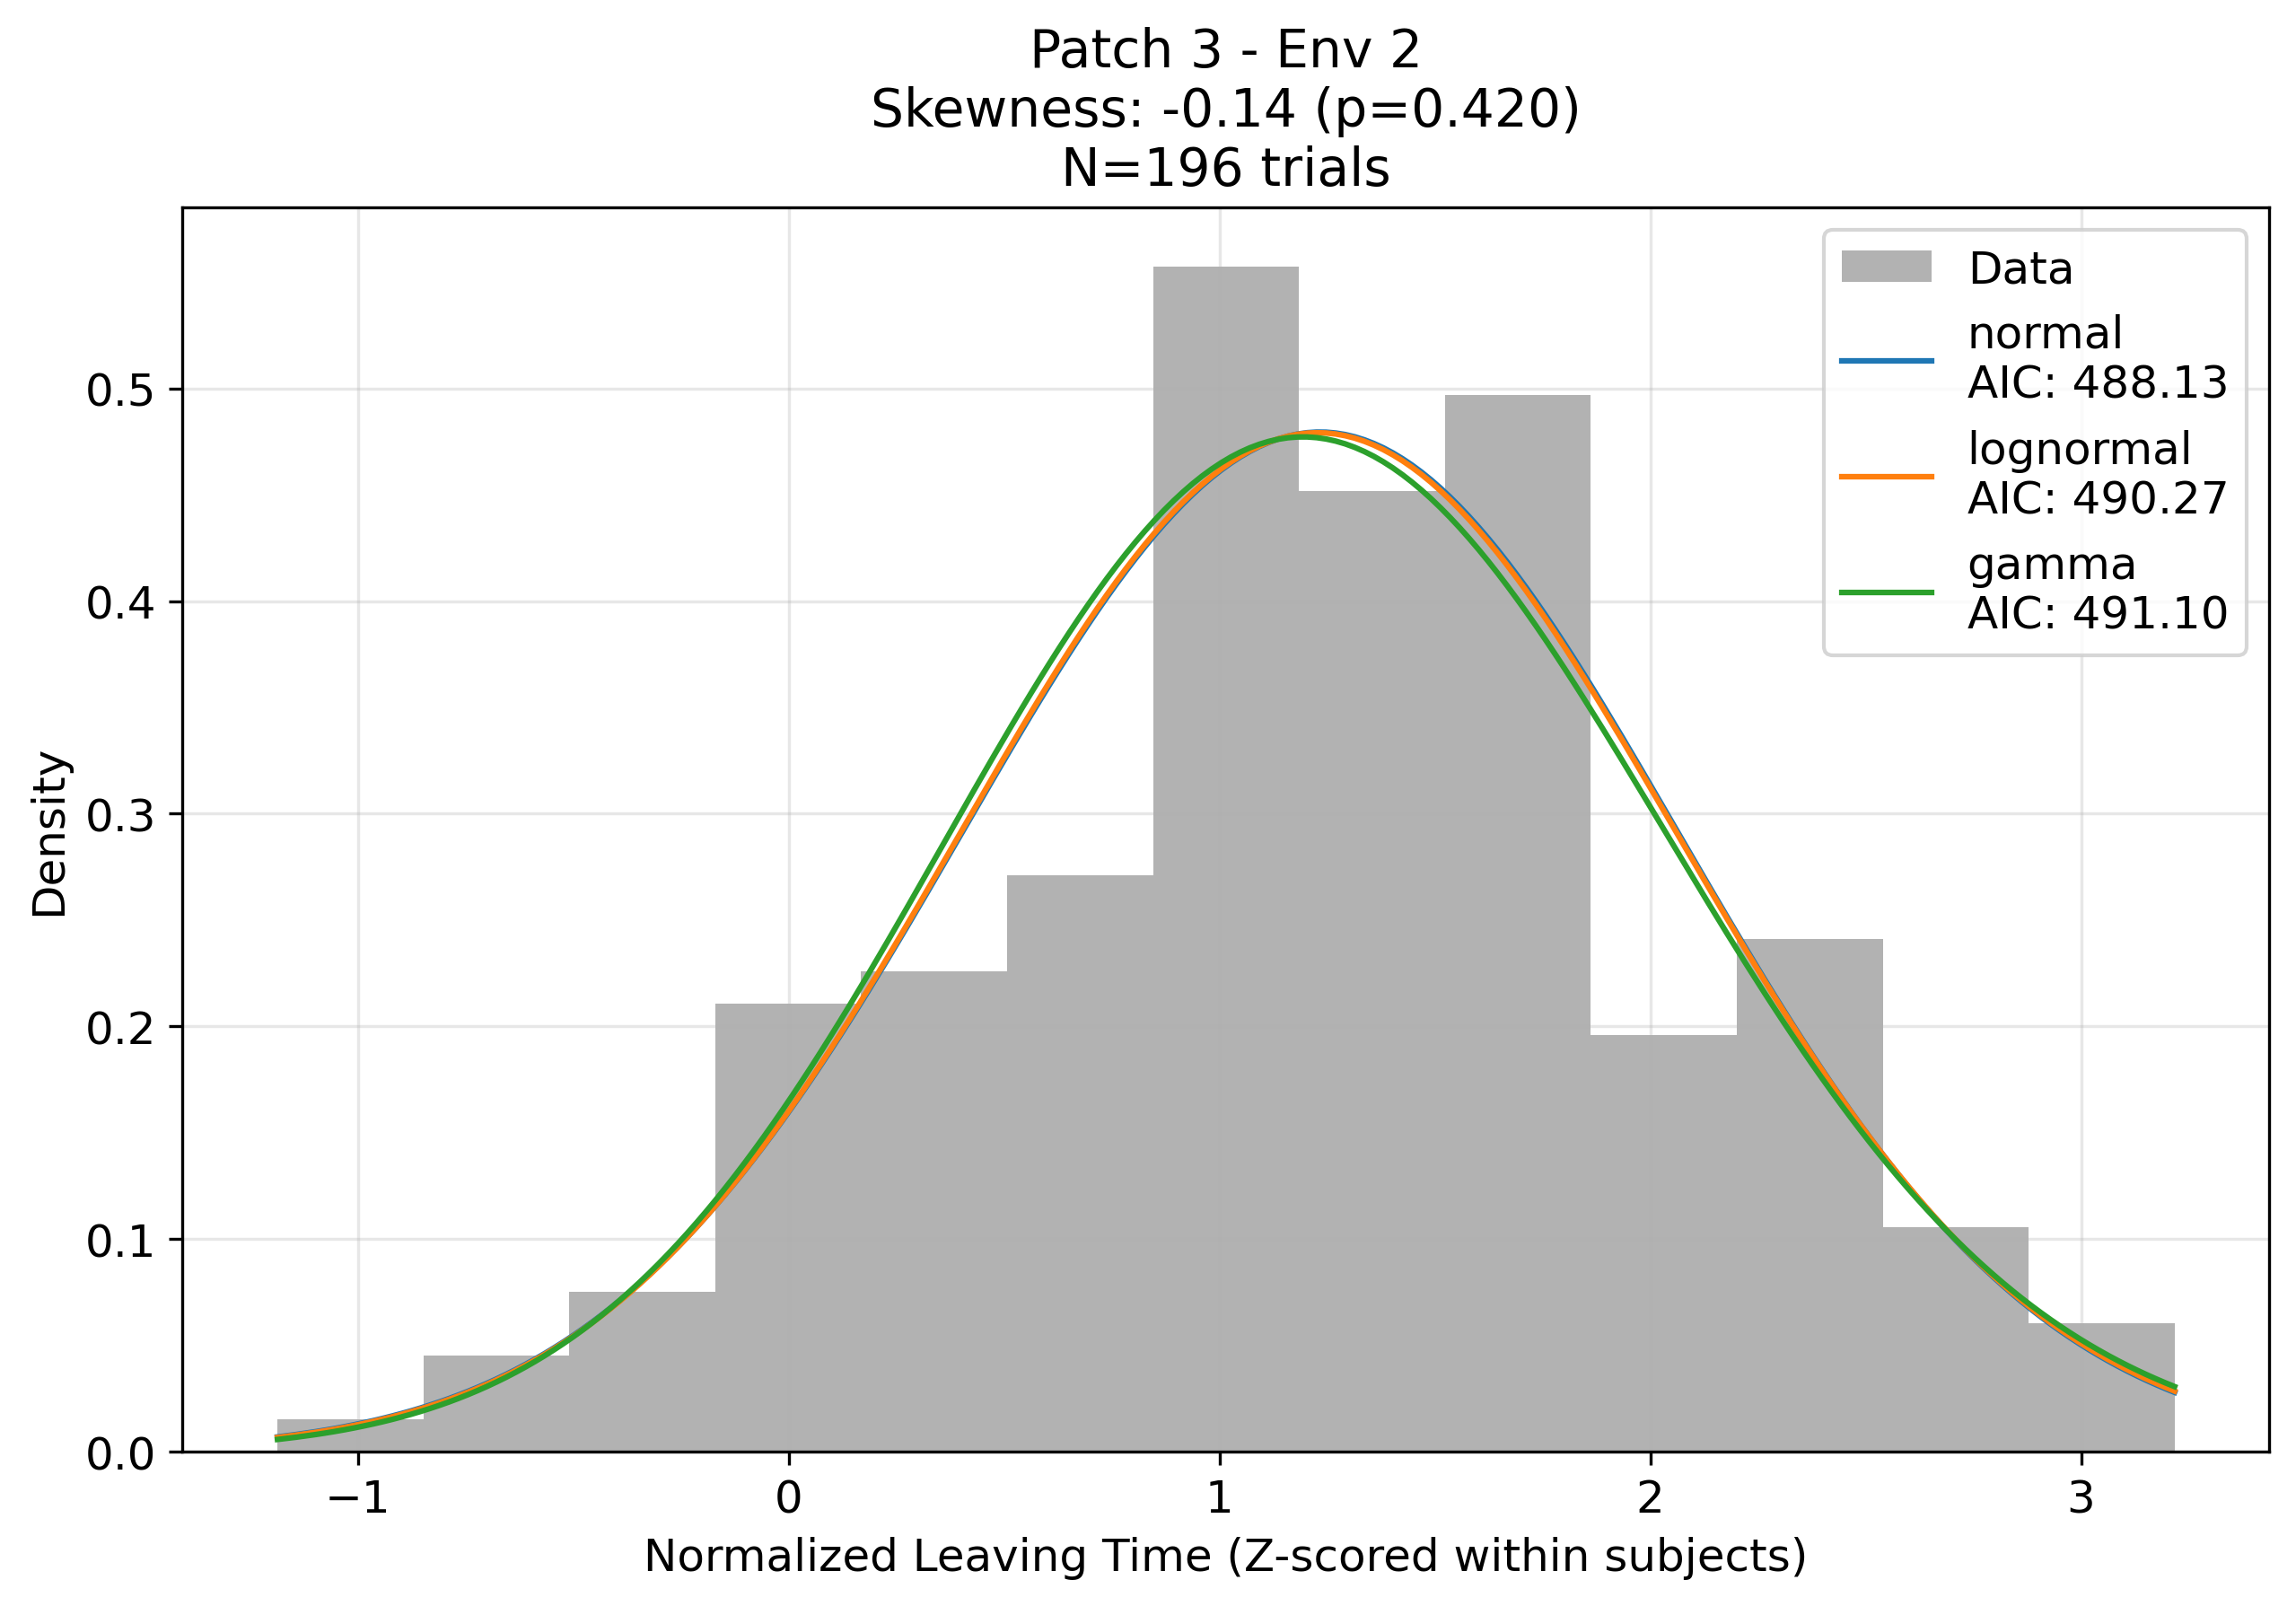 Patch 3 - Env 2
Skewness: -0.14 (p=0.420)
N=196 trials
Data
normal
AIC: 488.13
lognormal
AIC: 490.27
gamma
AIC: 491.10
Density
0.5
0.4
0.3
0.2
0.1
0.0
−1
0
1
2
3
Normalized Leaving Time (Z-scored within subjects)